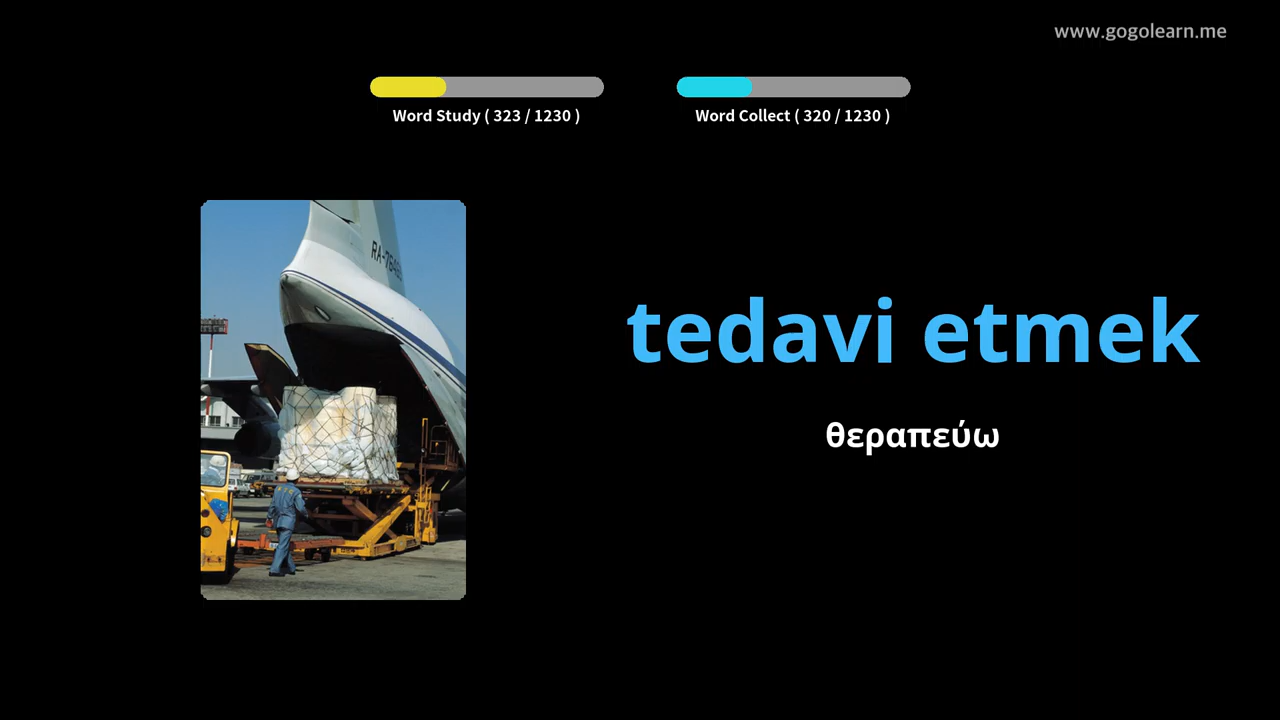 www.gogolearn.me
Word Study ( 323 / 1230 )
Word Collect ( 320 / 1230 )
tedavi etmek
θεραπεύω